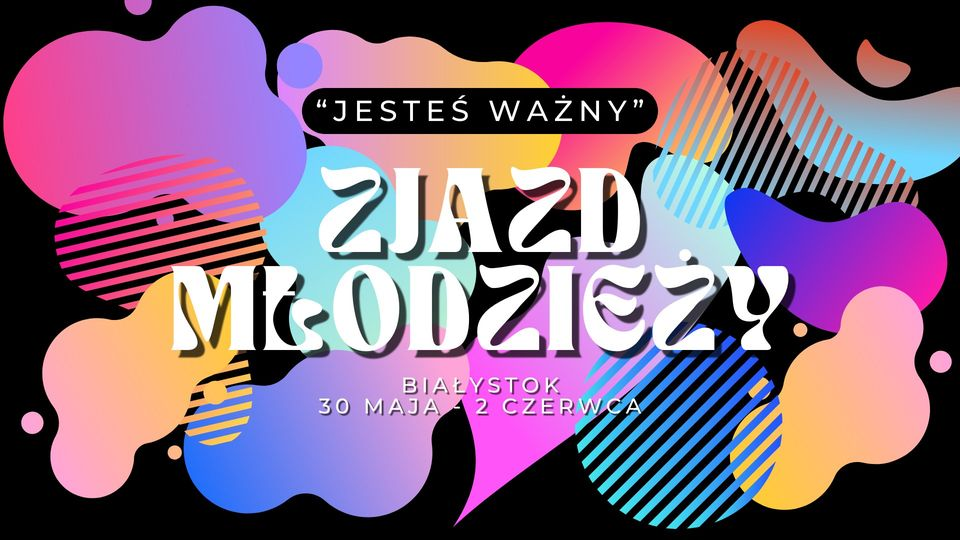 “JESTEŚ WAŻNY”
ZJAZD
MŁODZIEŻY
BIAŁYSTOK
30 MAJA - 2 CZERWCA